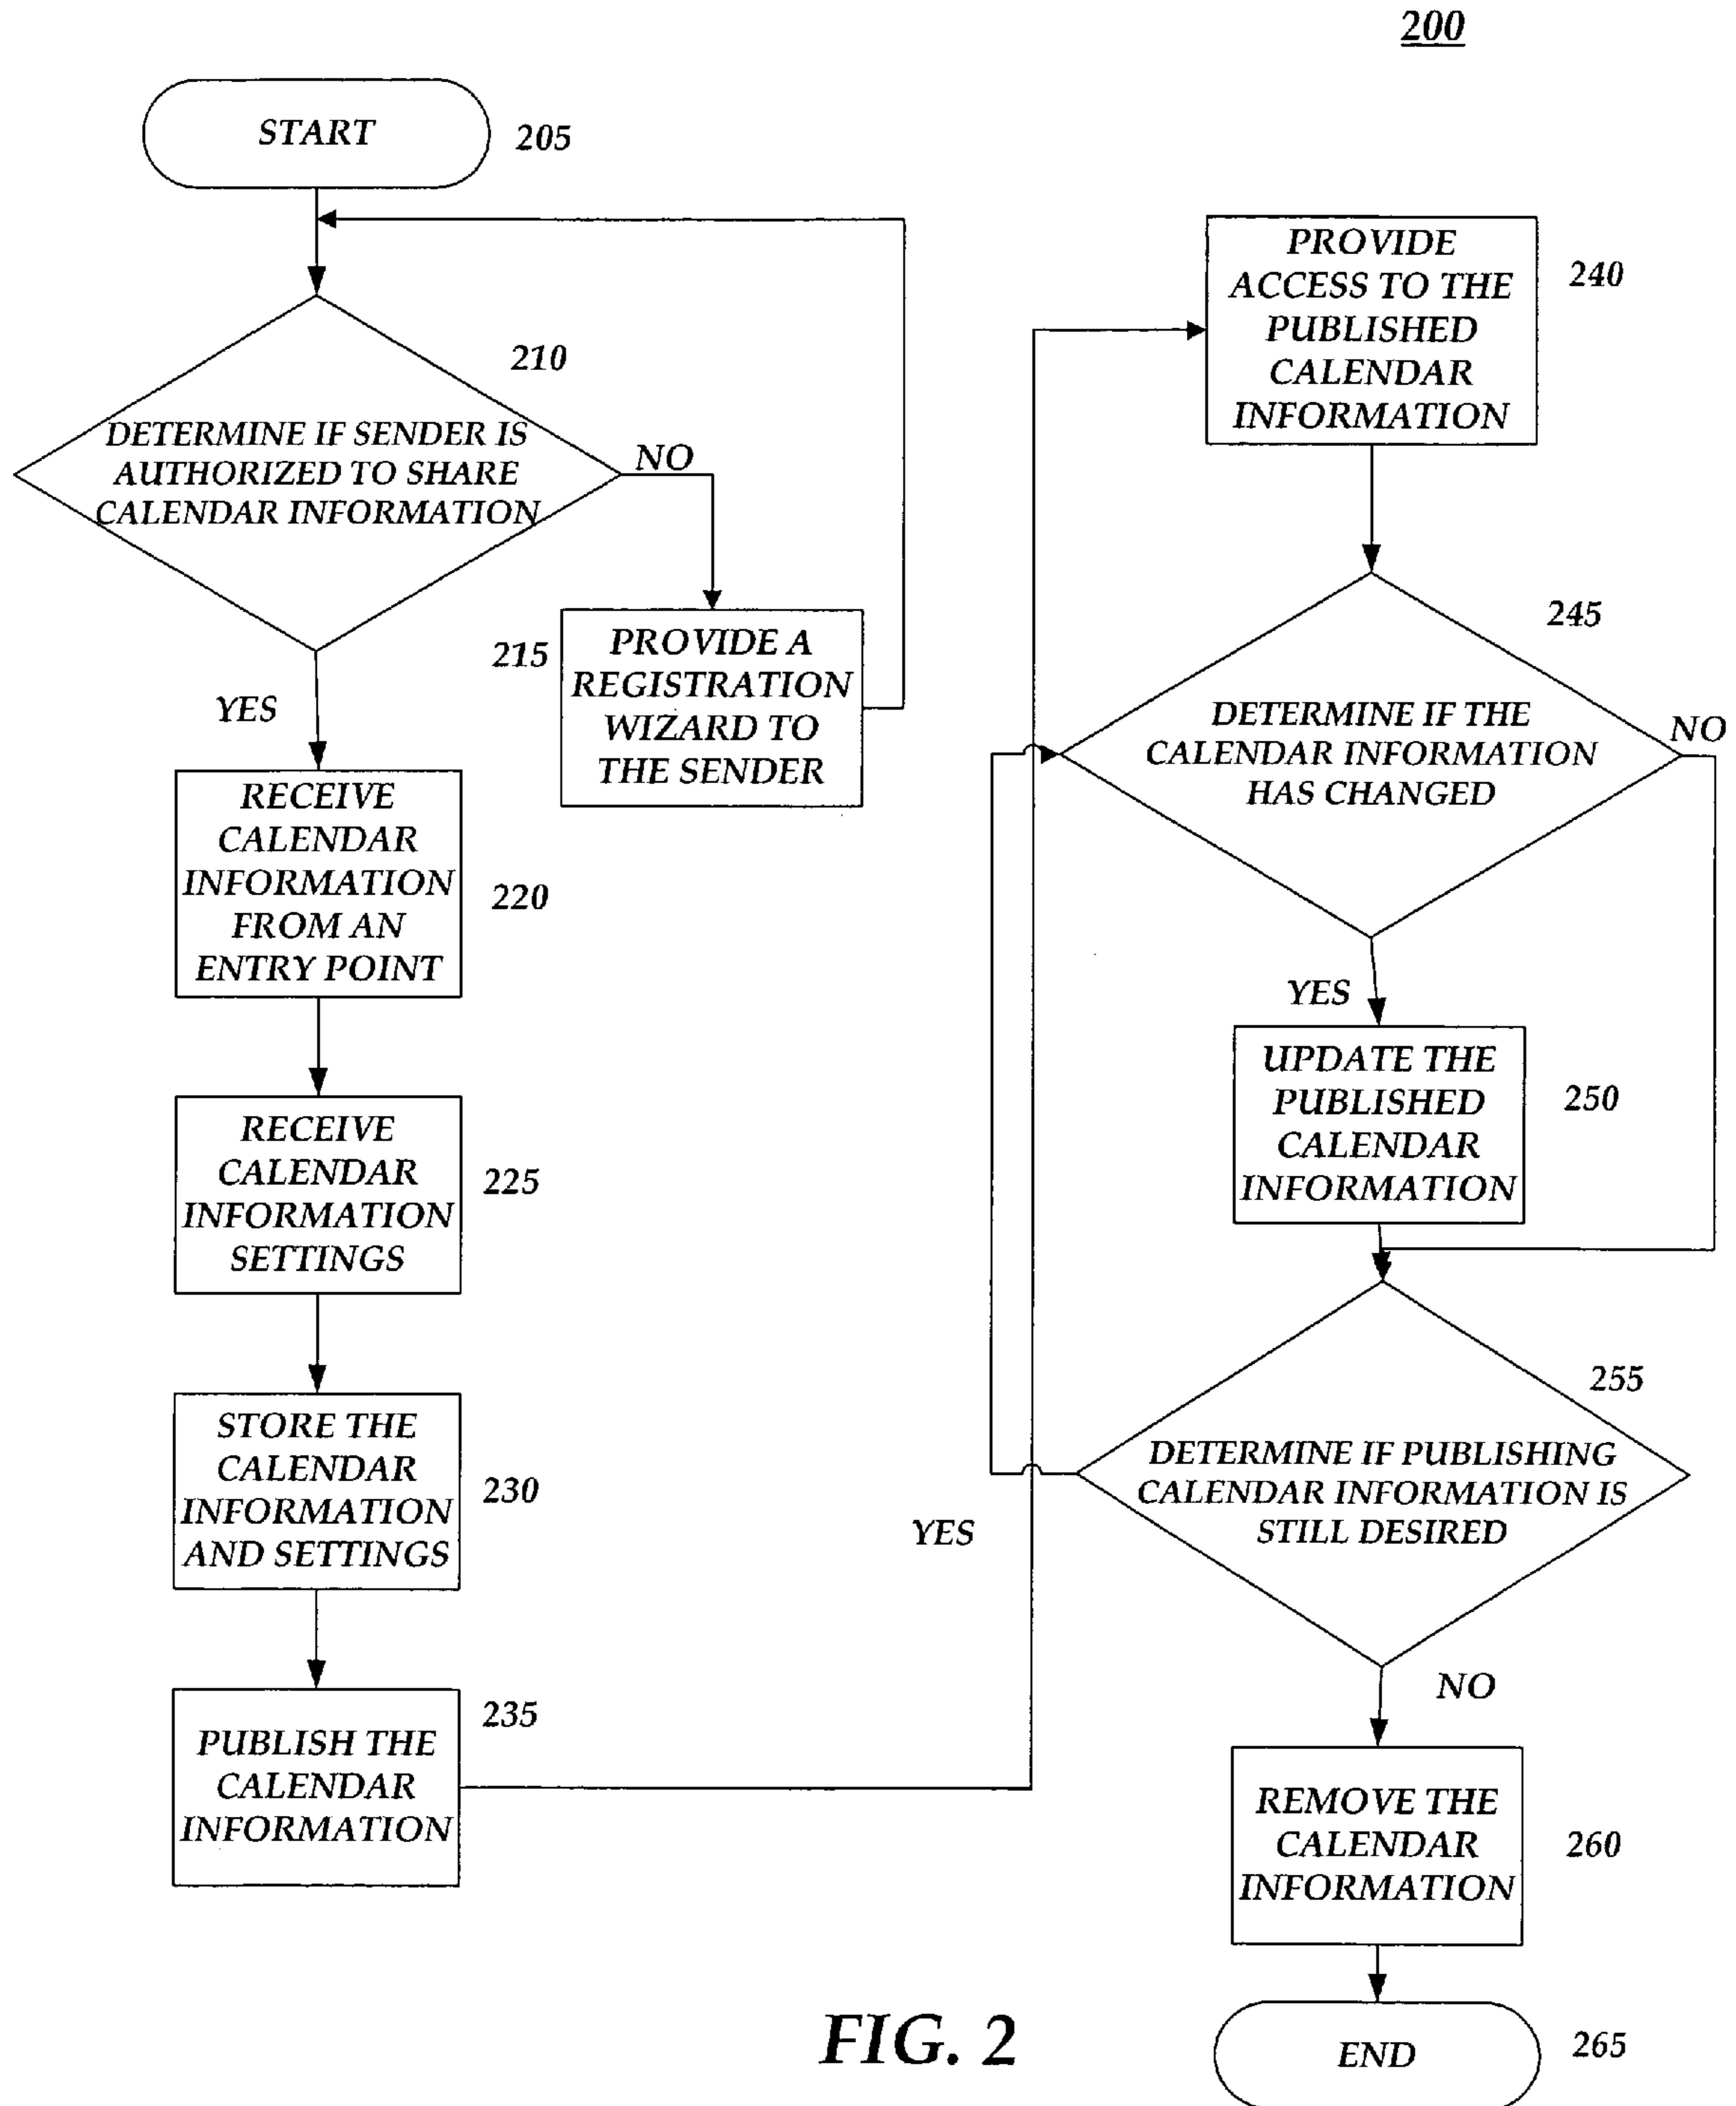 200
START
205
210
DETERMINE IF SENDER IS
AUTHORIZED TO SHARE
CALENDAR INFORMATION
NO
215
PROVIDE A
REGISTRATION
WIZARD TO
THE SENDER
YES
RECEIVE
CALENDAR
INFORMATION
FROM AN
ENTRY POINT
220
RECEIVE
CALENDAR
INFORMATION
SETTINGS
225
STORE THE
CALENDAR
INFORMATION
AND SETTINGS
230
PUBLISH THE
CALENDAR
INFORMATION
235
PROVIDE
ACCESS TO THE
PUBLISHED
CALENDAR
INFORMATION
240
245
DETERMINE IF THE
CALENDAR INFORMATION
HAS CHANGED
NO
YES
UPDATE THE
PUBLISHED
CALENDAR
INFORMATION
250
255
DETERMINE IF PUBLISHING
CALENDAR INFORMATION IS
STILL DESIRED
YES
NO
REMOVE THE
CALENDAR
INFORMATION
260
END
265
FIG. 2